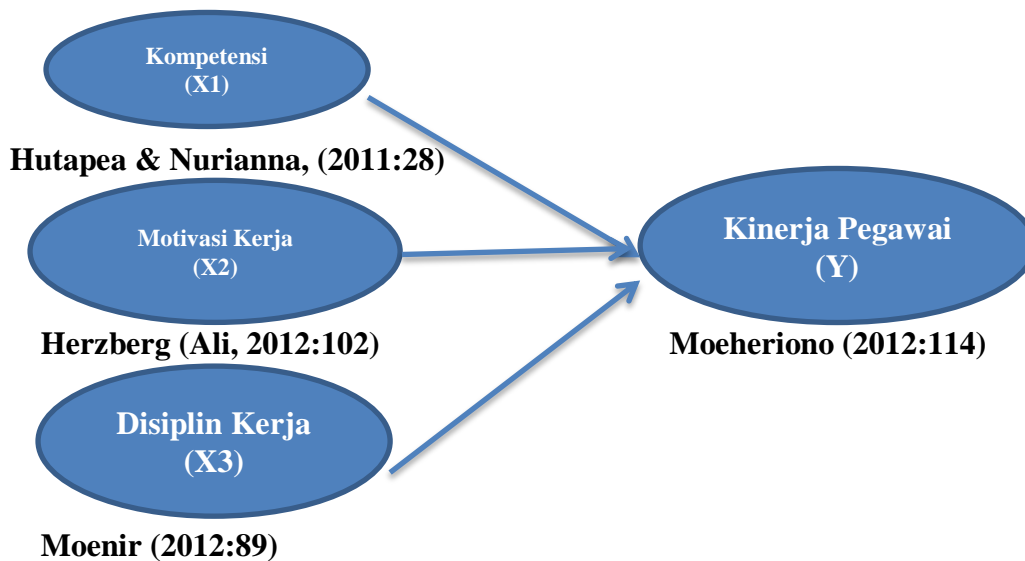 Kompetensi
(X1)
Hutapea & Nurianna, (2011:28)
Motivasi Kerja
(X2)
Herzberg (Ali, 2012:102)
Disiplin Kerja
(X3)
Moenir (2012:89)
Kinerja Pegawai
(Y)
Moeheriono (2012:114)